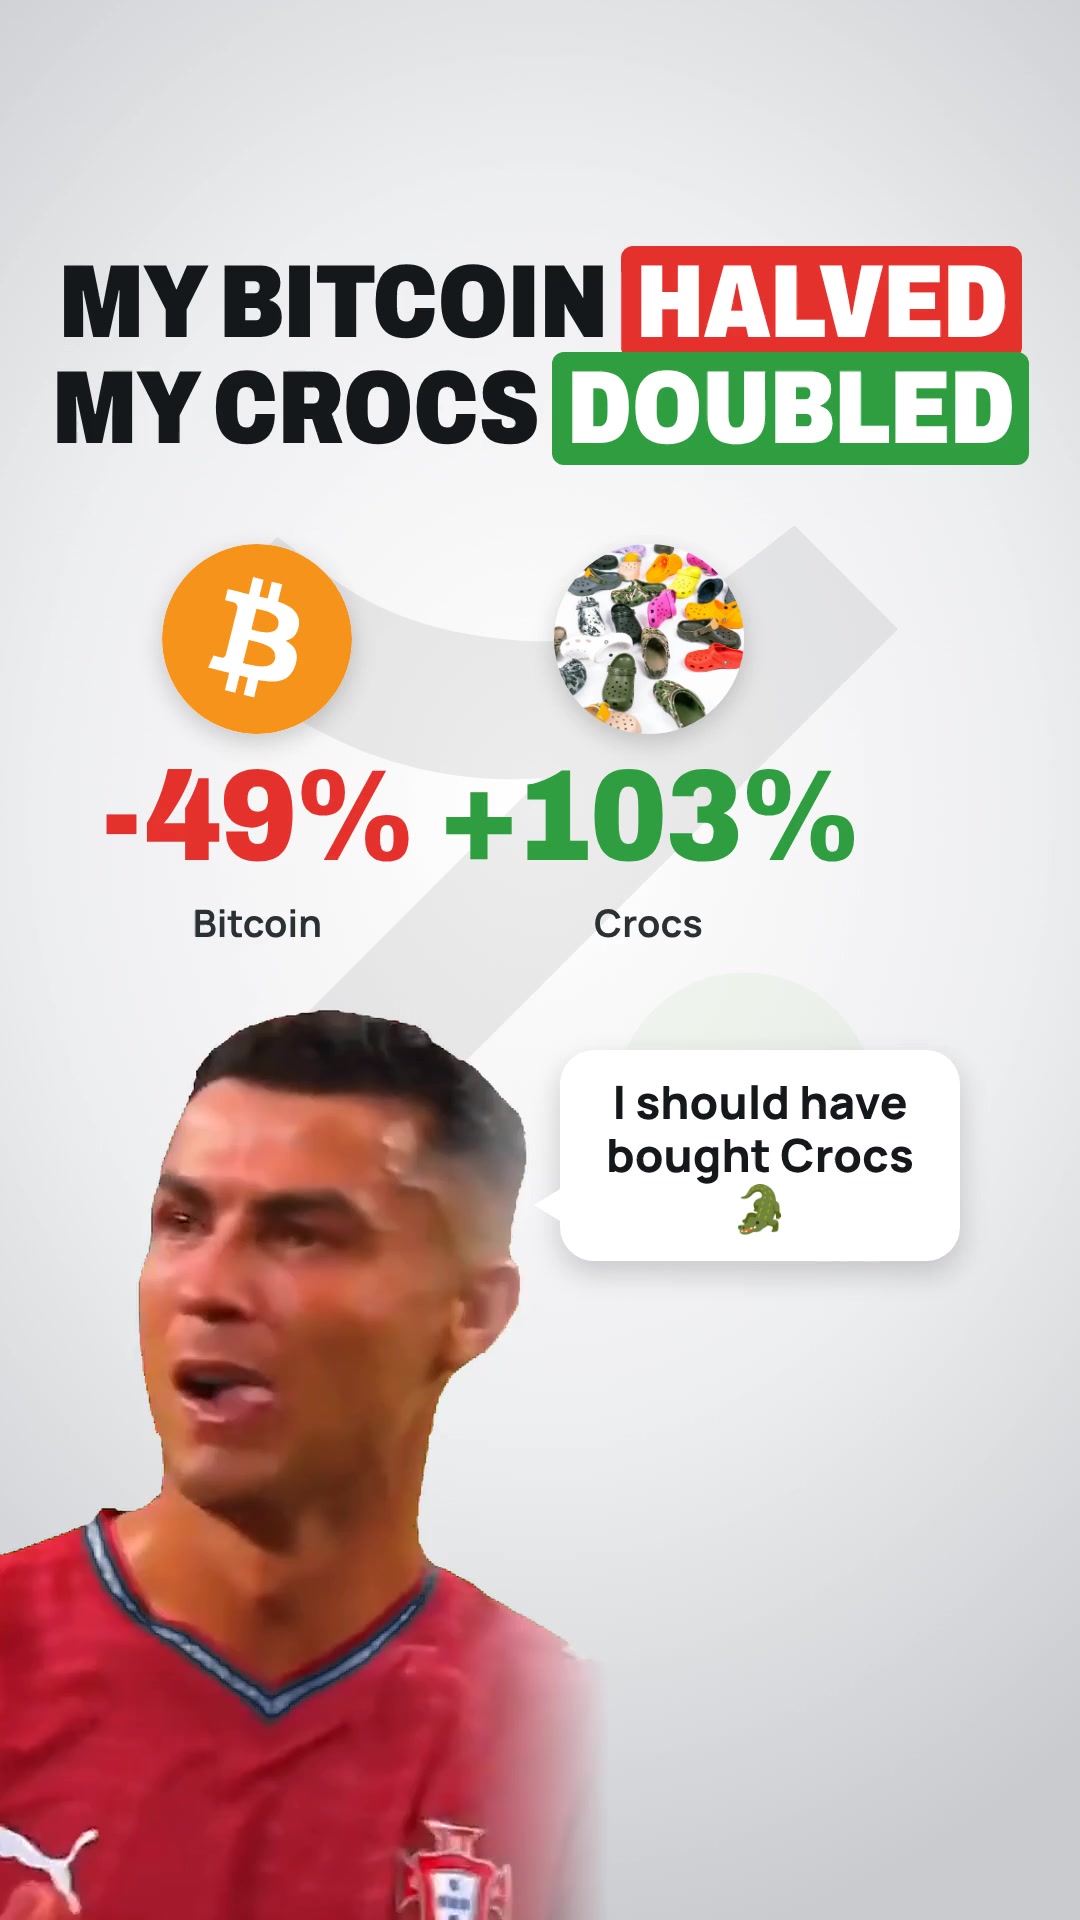 MY BITCOIN HALVED
MY CROCS DOUBLED
-49% +103%
Bitcoin Crocs
I should have
bought Crocs
🐊